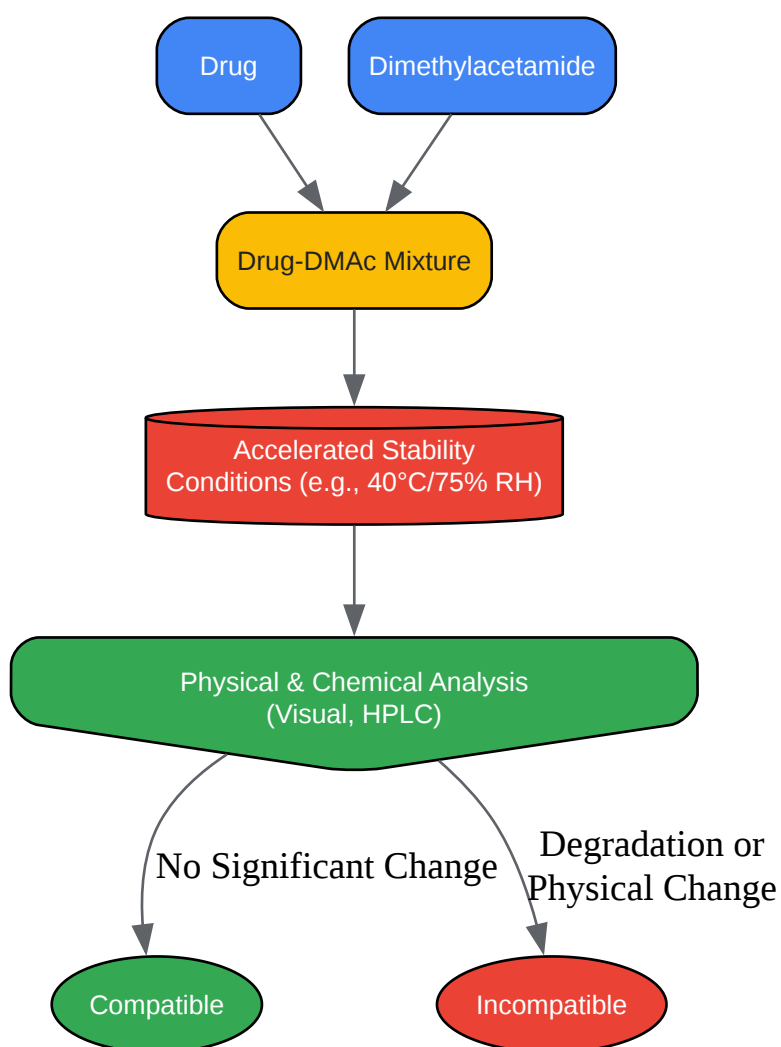 Drug
Dimethylacetamide
Drug-DMAc Mixture
Accelerated Stability
Conditions (e.g., 40°C/75% RH)
Physical & Chemical Analysis
(Visual, HPLC)
No Significant Change
Degradation or
Physical Change
Compatible
Incompatible